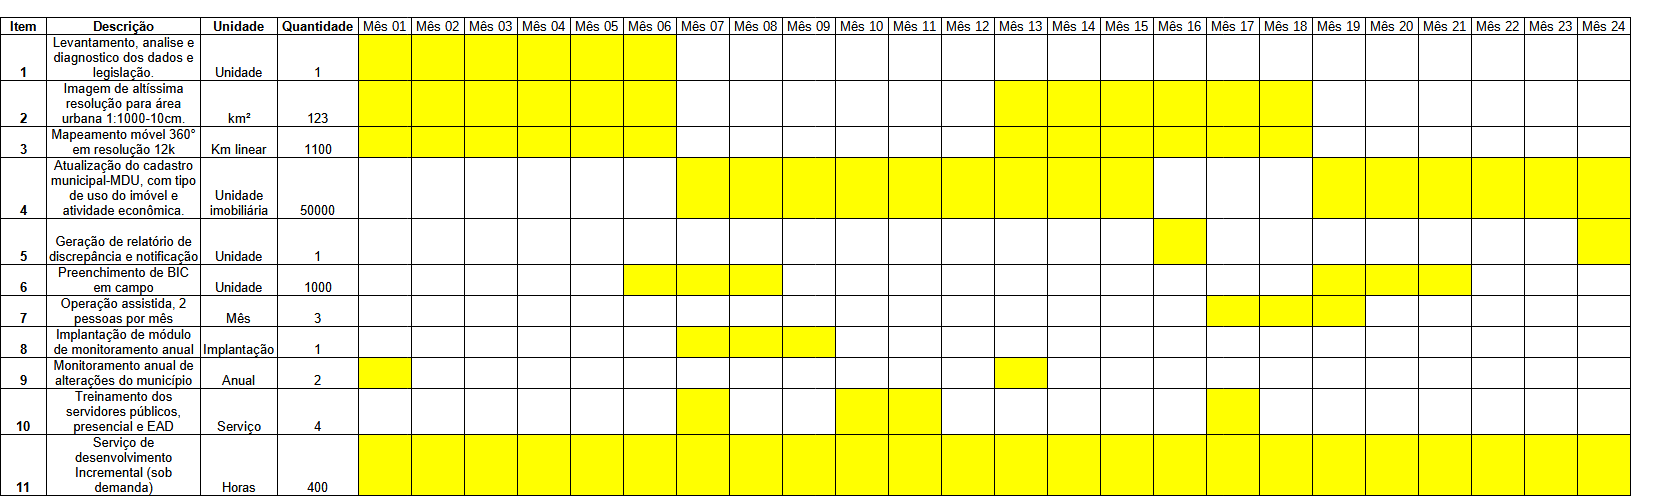 Item Descrição Unidade Quantidade Mês 01 Mês 02 Mês 03 Mês 04 Mês 05 Mês 06 Mês 07 Mês 08 Mês 09 Mês 10 Mês 11 Mês 12 Mês 13 Mês 14 Mês 15 Mês 16 Mês 17 Mês 18 Mês 19 Mês 20 Mês 21 Mês 22 Mês 23 Mês 24
Levantamento, analise e
diagnostico dos dados e
1 legislação. Unidade 1
Imagem de altíssima
resolução para área
2 urbana 1:1000-10cm. km² 123
Mapeamento móvel 360°
3 em resolução 12k Km linear 1100
Atualização do cadastro
municipal-MDU, com tipo
de uso do imóvel e Unidade
4 atividade econômica. imobiliária 50000
Geração de relatório de
5 discrepância e notificação Unidade 1
Preenchimento de BIC
6 em campo Unidade 1000
Operação assistida, 2
7 pessoas por mês Mês 3
Implantação de módulo
8 de monitoramento anual Implantação 1
Monitoramento anual de
9 alterações do município Anual 2
Treinamento dos
servidores públicos,
10 presencial e EAD Serviço 4
Serviço de
desenvolvimento
Incremental (sob
11 demanda) Horas 400